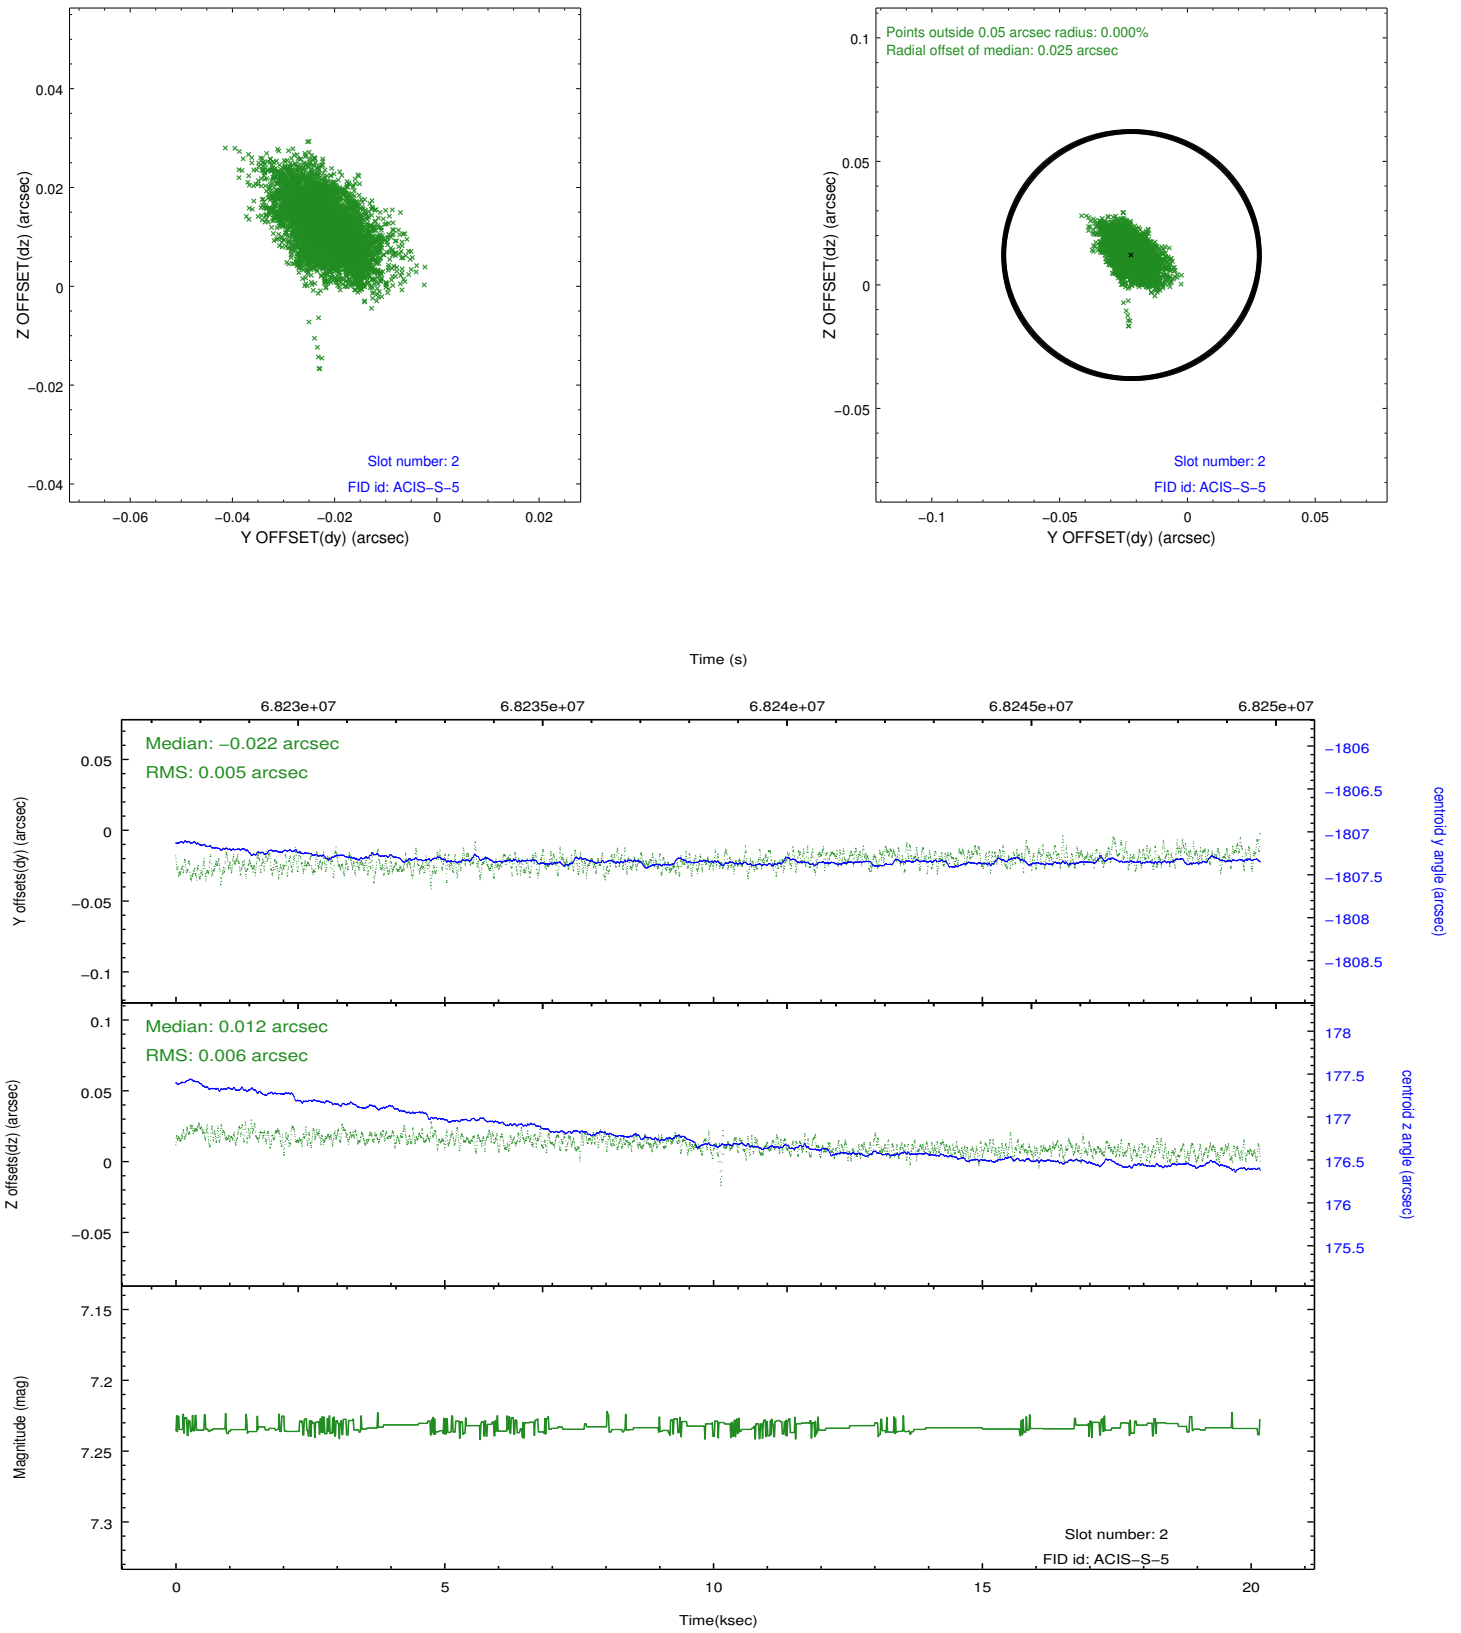 0.04
0.02
0
−0.02
−0.04
Z OFFSET(dz) (arcsec)
Slot number: 2
FID id: ACIS−S−5
−0.06 −0.04 −0.02 0 0.02
Y OFFSET(dy) (arcsec)
Points outside 0.05 arcsec radius: 0.000%
Radial offset of median: 0.025 arcsec
0.1
0.05
0
−0.05
Z OFFSET(dz) (arcsec)
Slot number: 2
FID id: ACIS−S−5
−0.1 −0.05 0 0.05
Y OFFSET(dy) (arcsec)
Time (s)
6.823e+07 6.8235e+07 6.824e+07 6.8245e+07 6.825e+07
Median: −0.022 arcsec
RMS: 0.005 arcsec
0.05
0
−0.05
−0.1
Y offsets(dy) (arcsec)
−1806
−1806.5
−1807
−1807.5
−1808
−1808.5
centroid y angle (arcsec)
Median: 0.012 arcsec
RMS: 0.006 arcsec
0.1
0.05
0
−0.05
Z offsets(dz) (arcsec)
178
177.5
177
176.5
176
175.5
centroid z angle (arcsec)
7.15
7.2
7.25
7.3
Magnitude (mag)
Slot number: 2
FID id: ACIS−S−5
0 5 10 15 20
Time(ksec)